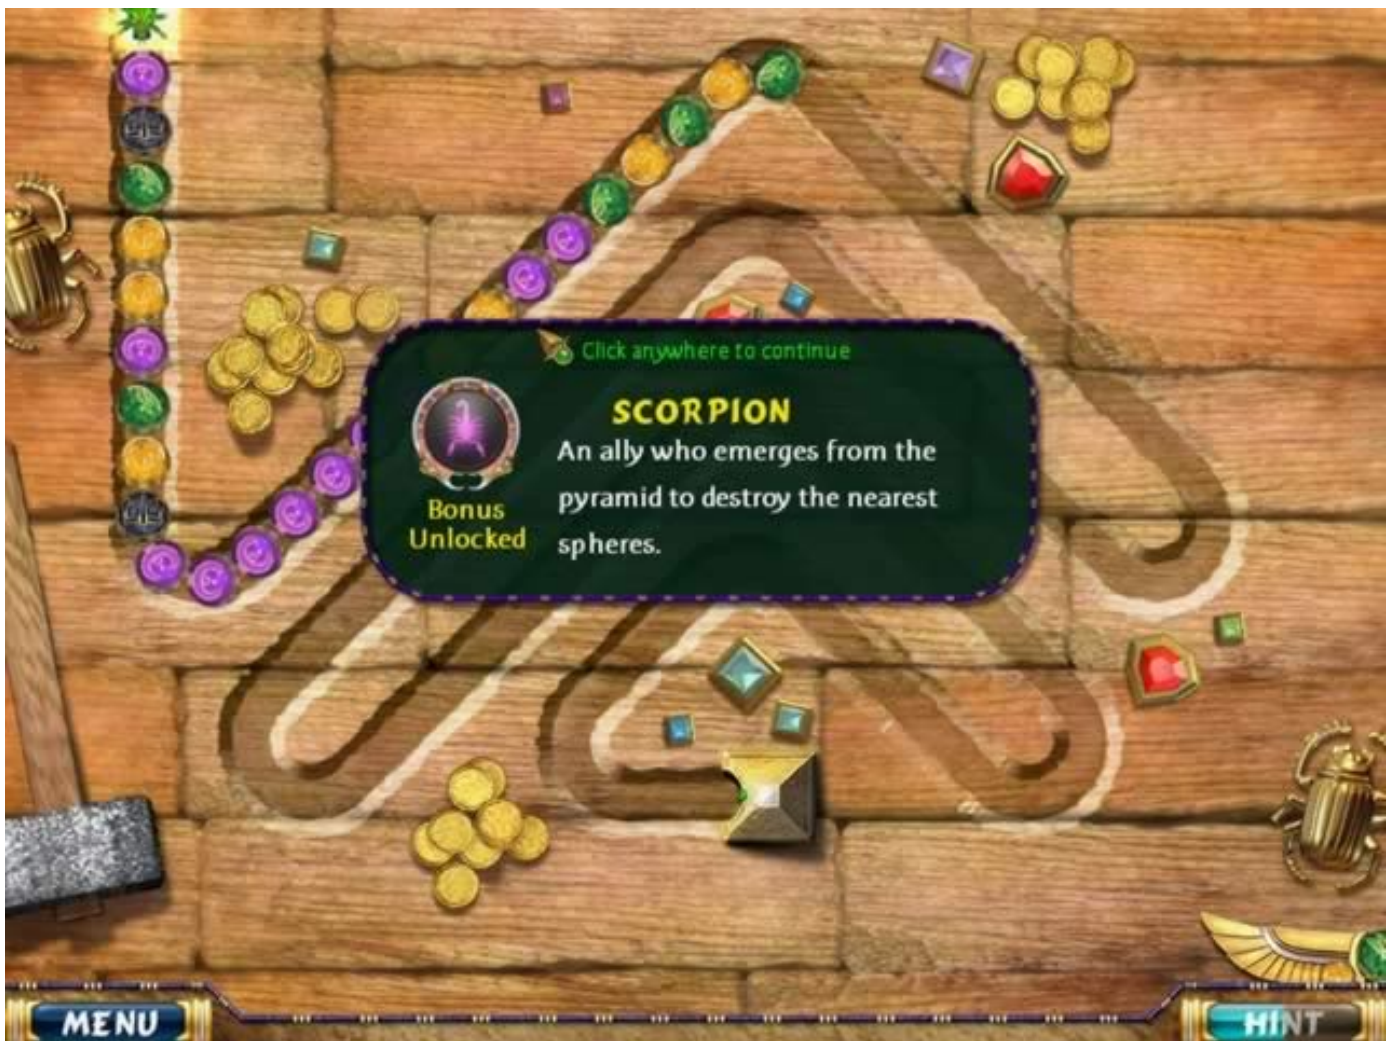 Click anywhere to continue
SCORPION
An ally who emerges from the
pyramid to destroy the nearest
spheres.
Bonus
Unlocked
MENU
HINT